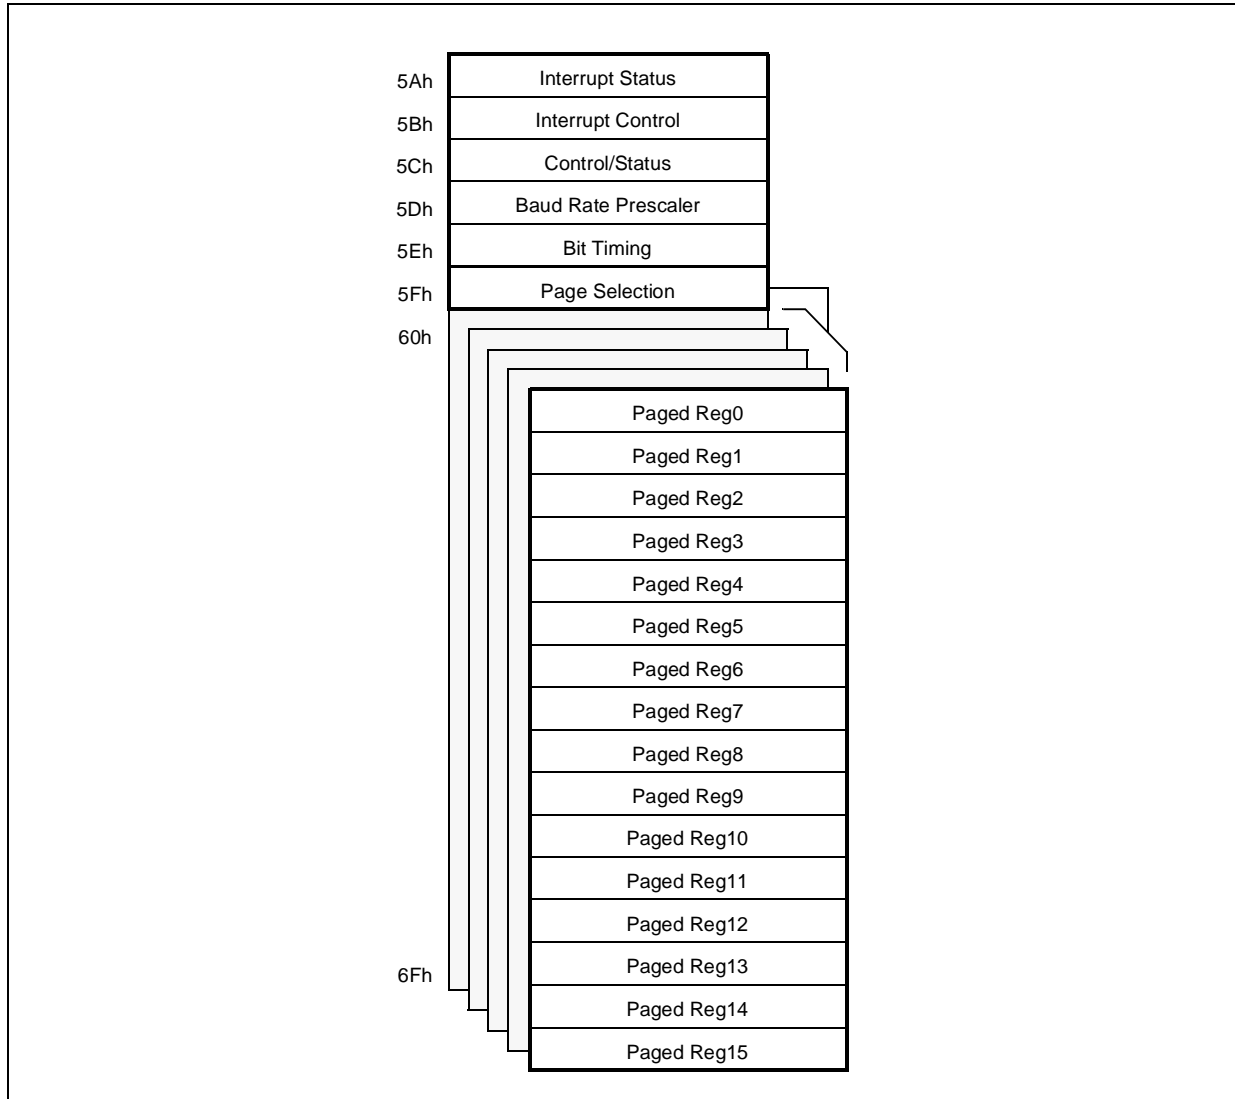 5Ah Interrupt Status
5Bh Interrupt Control
5Ch Control/Status
5Dh Baud Rate Prescaler
5Eh Bit Timing
5Fh Page Selection
60h
Paged Reg0
Paged Reg1
Paged Reg2
Paged Reg3
Paged Reg4
Paged Reg5
Paged Reg6
Paged Reg7
Paged Reg8
Paged Reg9
Paged Reg10
Paged Reg11
Paged Reg12
Paged Reg13
6Fh
Paged Reg14
Paged Reg15